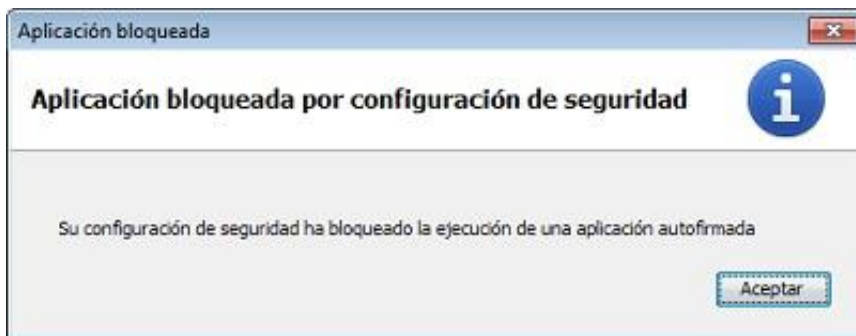 Aplicación bloqueada
Aplicación bloqueada por configuración de seguridad
Su configuración de seguridad ha bloqueado la ejecución de una aplicación autofirmada
Aceptar